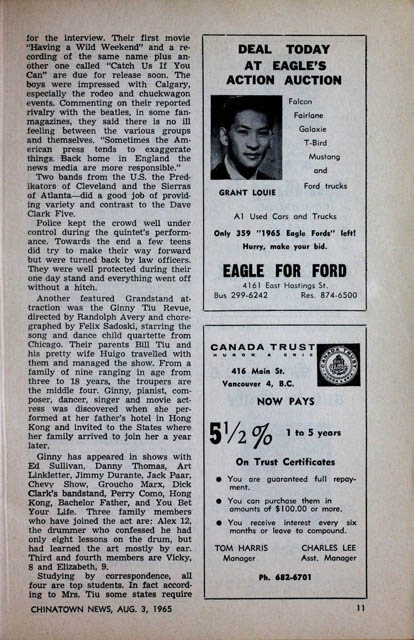 for the interview. Their first movie
"Having a Wild Weekend" and a re-
cording of the same name plus an-
other one called "Catch Us If You
Can" are due for release soon. The
boys were impressed with Calgary,
especially the rodeo and chuckwagon
events. Commenting on their reported
rivalry with the beatles, in some fan-
magazines, they said there is no ill
feeling between the various groups
and themselves. "Sometimes the Am-
erican press tends to exaggerate
things. Back home in England the
news media are more responsible."
Two bands from the U.S. the Pred-
ikators of Cleveland and the Sierras
of Atlanta—did a good job of provid-
ing variety and contrast to the Dave
Clark Five.
Police kept the crowd well under
control during the quintet's perform-
ance. Towards the end a few teens
did try to make their way forward
but were turned back by law officers.
They were well protected during their
one day stand and everything went off
without a hitch.
Another featured Grandstand at-
traction was the Ginny Tiu Revue,
directed by Randolph Avery and choreo-
graphed by Felix Sadoski, starring the
song and dance child quartette from
Chicago. Their parents Bill Tiu and
his pretty wife Huigo travelled with
them and managed the show. From a
family of nine ranging in age from
three to 18 years, the troupers are
the middle four. Ginny, pianist, com-
poser, dancer, singer and movie act-
ress was discovered when she per-
formed at her father's hotel in Hong
Kong and invited to the States where
her family arrived to join her a year
later.
Ginny has appeared in shows with
Ed Sullivan, Danny Thomas, Art
Linkletter, Jimmy Durante, Jack Paar,
Chevy Show, Groucho Marx, Dick
Clark's bandstand, Perry Como, Hong
Kong, Bachelor Father, and You Bet
Your Life. Three family members
who have joined the act are: Alex 12,
the drummer who confessed he had
only eight lessons on the drum, but
had learned the art mostly by ear.
Third and fourth members are Vicky,
8 and Elizabeth, 9.
Studying by correspondence, all
four are top students. In fact accord-
ing to Mrs. Tiu some states require
DEAL TODAY
AT EAGLE'S
ACTION AUCTION
Falcon
Fairlane
Galaxie
T-Bird
Mustang
and
Ford trucks
GRANT LOUIE
A1 Used Cars and Trucks
Only 359 "1965 Eagle Fords" left!
Hurry, make your bid.
EAGLE FOR FORD
4161 East Hastings St.
Bus 299-6242 Res. 874-6500
CANADA TRUST
HURON & ERIE
416 Main St.
Vancouver 4, B.C.
NOW PAYS
5 1/2 % 1 to 5 years
On Trust Certificates
● You are guaranteed full repay-
ment.
● You can purchase them in
amounts of $100.00 or more.
● You receive interest every six
months or leave to compound.
TOM HARRIS CHARLES LEE
Manager Asst. Manager
Ph. 682-6701
CHINATOWN NEWS, AUG. 3, 1965 11